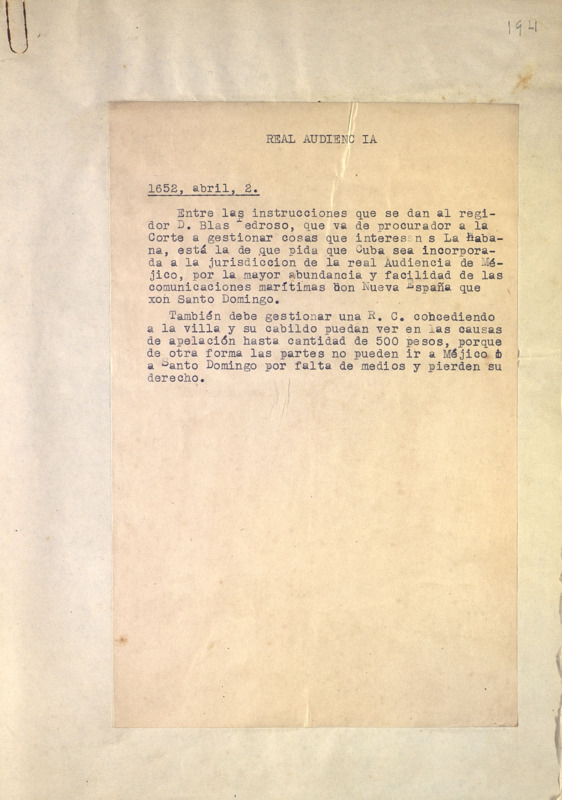 194
REAL AUDIENC IA
1652, abril, 2.
Entre las instrucciones que se dan al regi-
dor D. Blas Pedroso, que va de procurador a la
Corte a gestionar cosas que interesan s La Haba-
na, está la de que pida que Cuba sea incorpora-
da a la jurisdiccion de la real Audiencia de Mé-
jico, por la mayor abundancia y facilidad de las
comunicaciones marítimas con Nueva España que
xon Santo Domingo.
También debe gestionar una R. C. cohcediendo
a la villa y su cabildo puedan ver en las causas
de apelación hasta cantidad de 500 pesos, porque
de otra forma las partes no pueden ir a Méjico o
a Santo Domingo por falta de medios y pierden su
derecho.